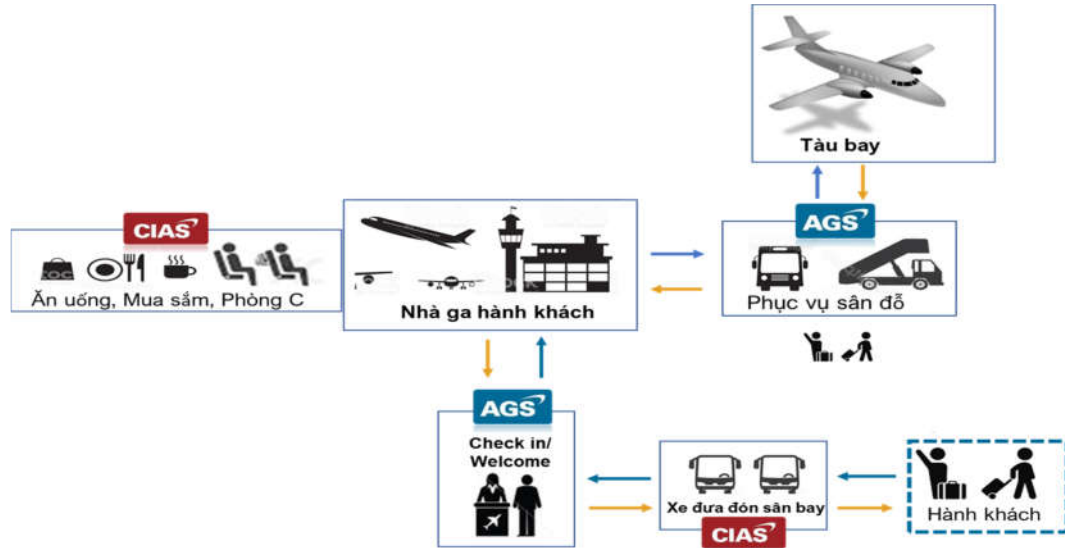 Tàu bay
AGS
CIAS
Ăn uống, Mua sắm, Phòng C
Nhà ga hành khách
Phục vụ sân đỗ
AGS
Check in/
Welcome
Xe đưa đón sân bay
CIAS
Hành khách